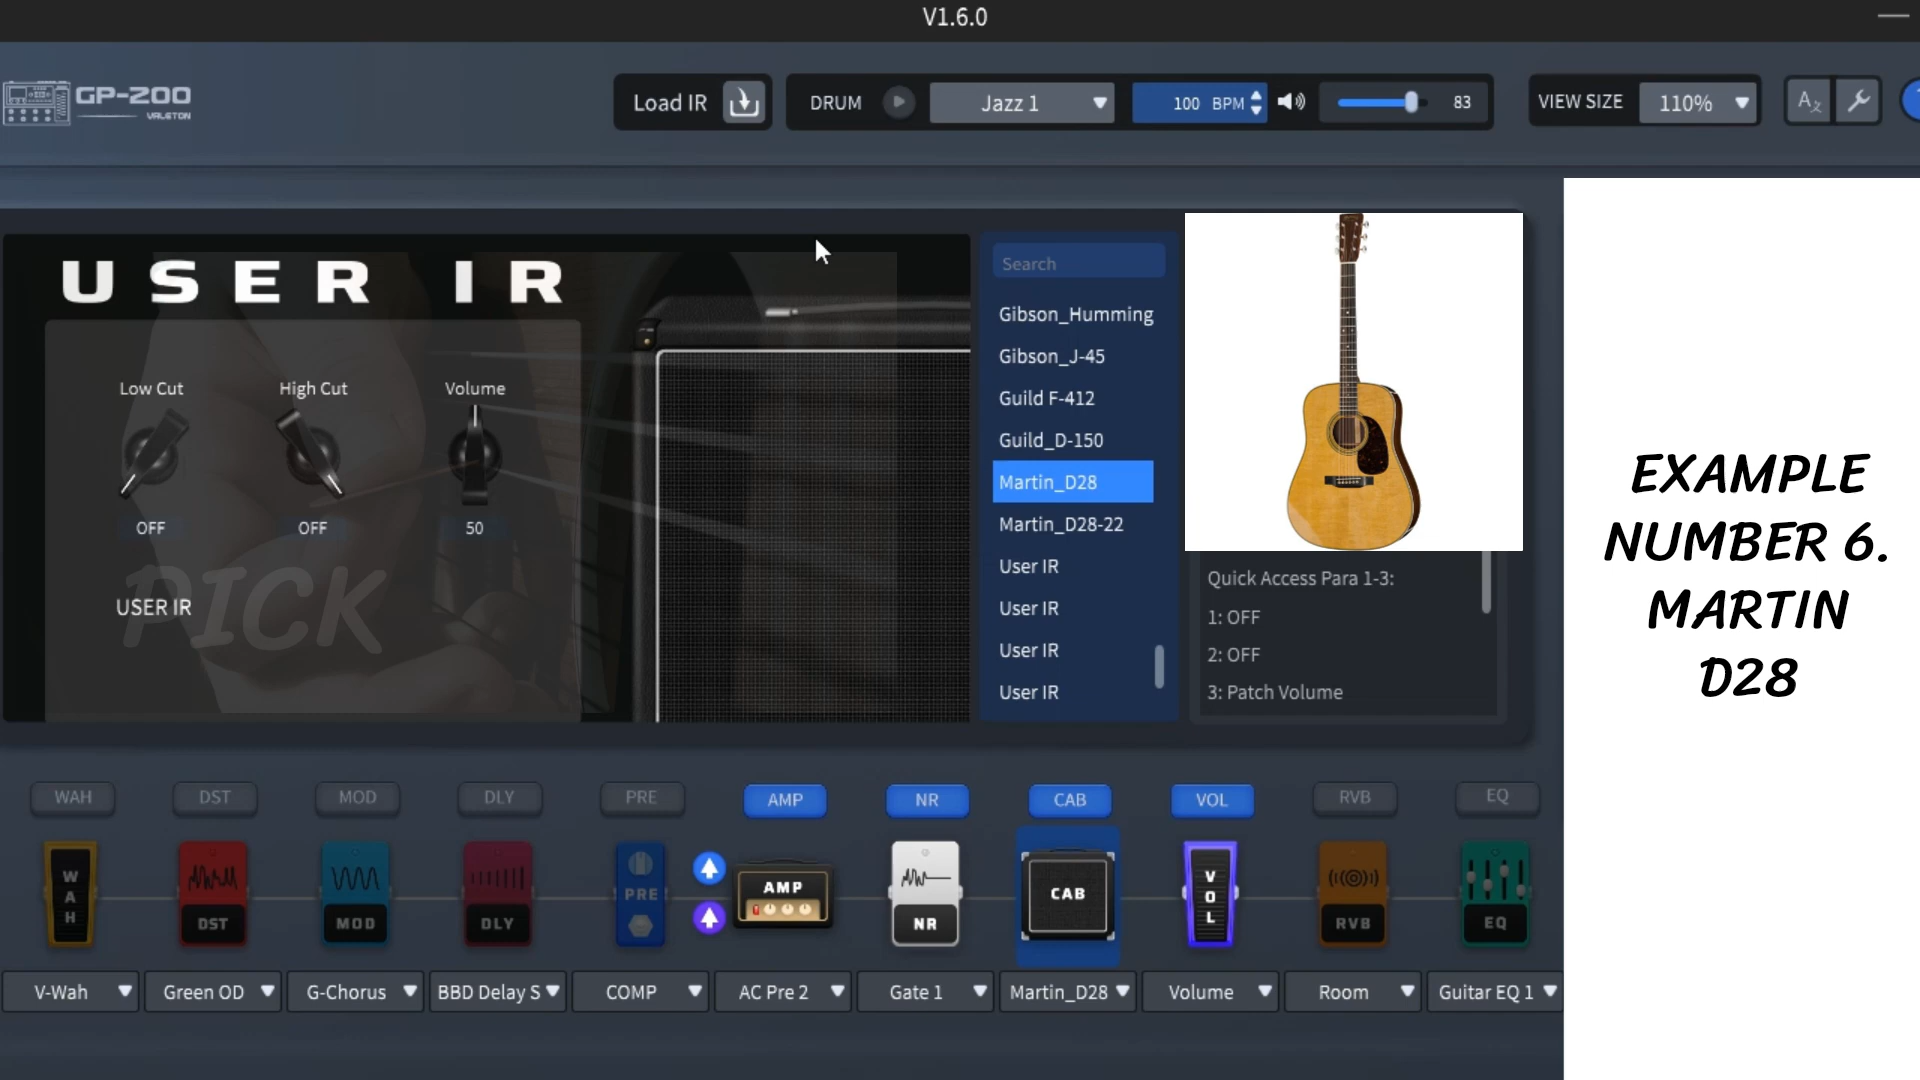 V1.6.0
GP-200
VALETON
Load IR
DRUM
Jazz 1
100 BPM
83
VIEW SIZE
110%
USER IR
Low Cut
High Cut
Volume
OFF
OFF
50
PICK
USER IR
Search
Gibson_Humming
Gibson_J-45
Guild F-412
Guild_D-150
Martin_D28
Martin_D28-22
User IR
User IR
User IR
User IR
Quick Access Para 1-3:
1: OFF
2: OFF
3: Patch Volume
EXAMPLE
NUMBER 6.
MARTIN
D28
WAH
DST
MOD
DLY
PRE
AMP
NR
CAB
VOL
RVB
EQ
WAH
DST
MOD
DLY
PRE
AMP
NR
CAB
VOL
RVB
EQ
V-Wah
Green OD
G-Chorus
BBD Delay S
COMP
AC Pre 2
Gate 1
Martin_D28
Volume
Room
Guitar EQ 1